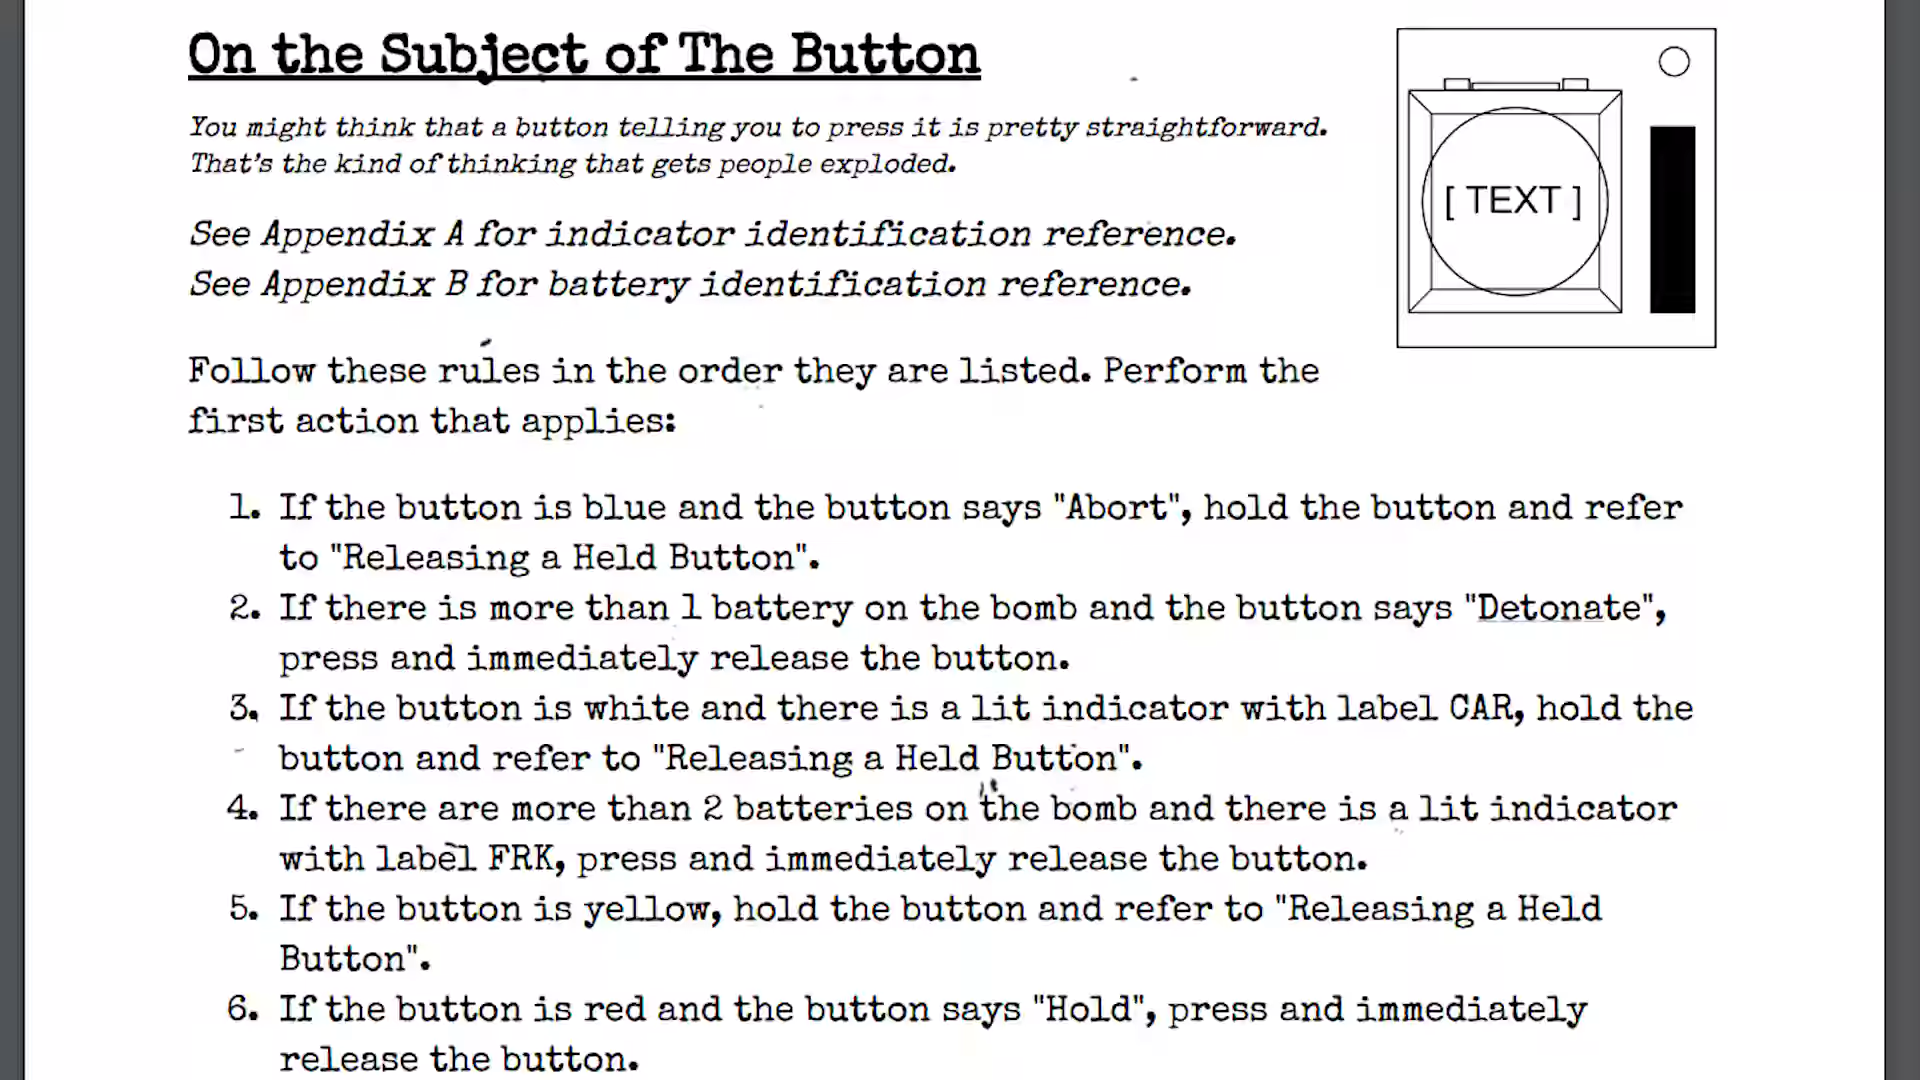 On the Subject of The Button
[ TEXT ]
You might think that a button telling you to press it is pretty straightforward.
That's the kind of thinking that gets people exploded.
See Appendix A for indicator identification reference.
See Appendix B for battery identification reference.
Follow these rules in the order they are listed. Perform the
first action that applies:
1. If the button is blue and the button says "Abort", hold the button and refer
to "Releasing a Held Button".
2. If there is more than 1 battery on the bomb and the button says "Detonate",
press and immediately release the button.
3. If the button is white and there is a lit indicator with label CAR, hold the
button and refer to "Releasing a Held Button".
4. If there are more than 2 batteries on the bomb and there is a lit indicator
with label FRK, press and immediately release the button.
5. If the button is yellow, hold the button and refer to "Releasing a Held
Button".
6. If the button is red and the button says "Hold", press and immediately
release the button.